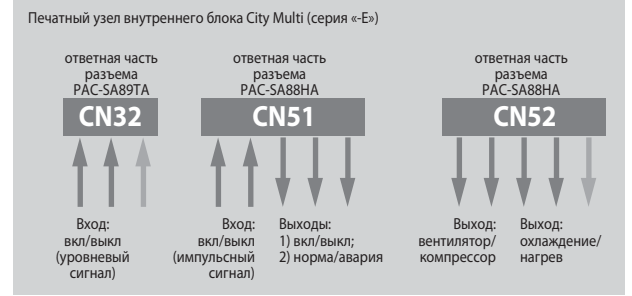 Печатный узел внутреннего блока City Multi (серия «-E»)
ответная часть
разъема
PAC-SA89TA
CN32
Вход:
вкл/выкл
(уровневый
сигнал)
ответная часть
разъема
PAC-SA88HA
CN51
Вход:
вкл/выкл
(импульсный
сигнал)
Выходы:
1) вкл/выкл;
2) норма/авария
ответная часть
разъема
PAC-SA88HA
CN52
Выход:
вентилятор/
компрессор
Выход:
охлаждение/
нагрев